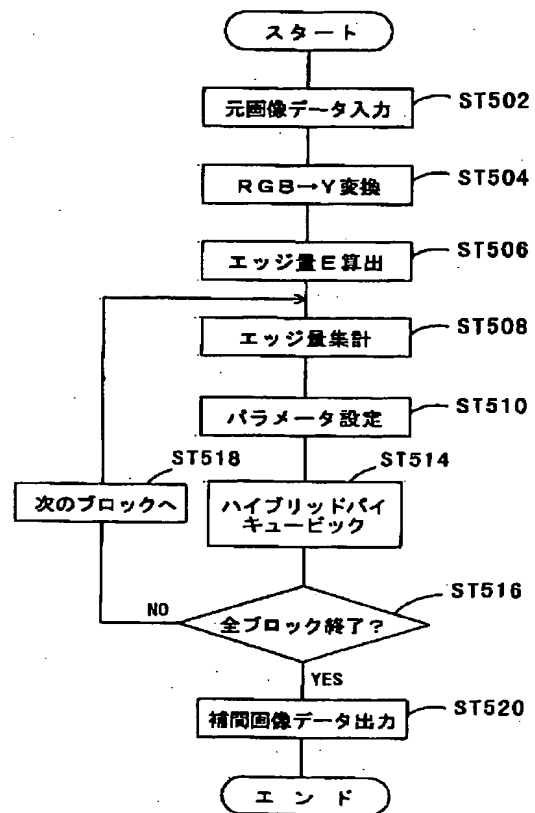 スタート
元画像データ入力
ST502
RGB→Y変換
ST504
エッジ量E算出
ST506
エッジ量集計
ST508
パラメータ設定
ST510
ST518
次のブロックへ
ST514
ハイブリッドバイ
キュービック
ST516
NO
全ブロック終了?
YES
補間画像データ出力
ST520
エンド